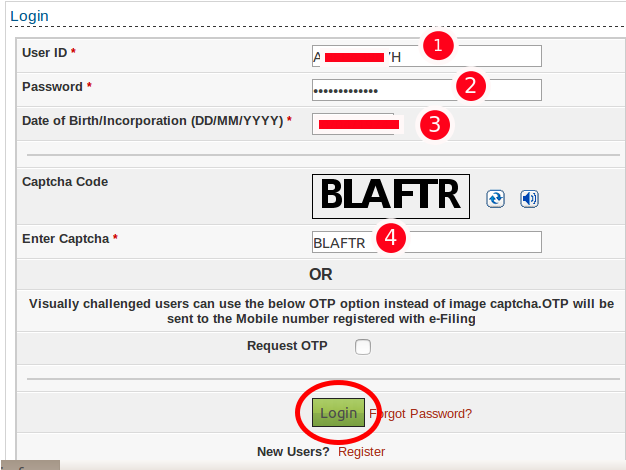 Login
User ID *
A 7H 1
Password *
••••••••••••• 2
Date of Birth/Incorporation (DD/MM/YYYY) *
3
Captcha Code
BLAFTR
Enter Captcha *
BLAFTR 4
OR
Visually challenged users can use the below OTP option instead of image captcha.OTP will be
sent to the Mobile number registered with e-Filing
Request OTP
Login Forgot Password?
New Users? Register